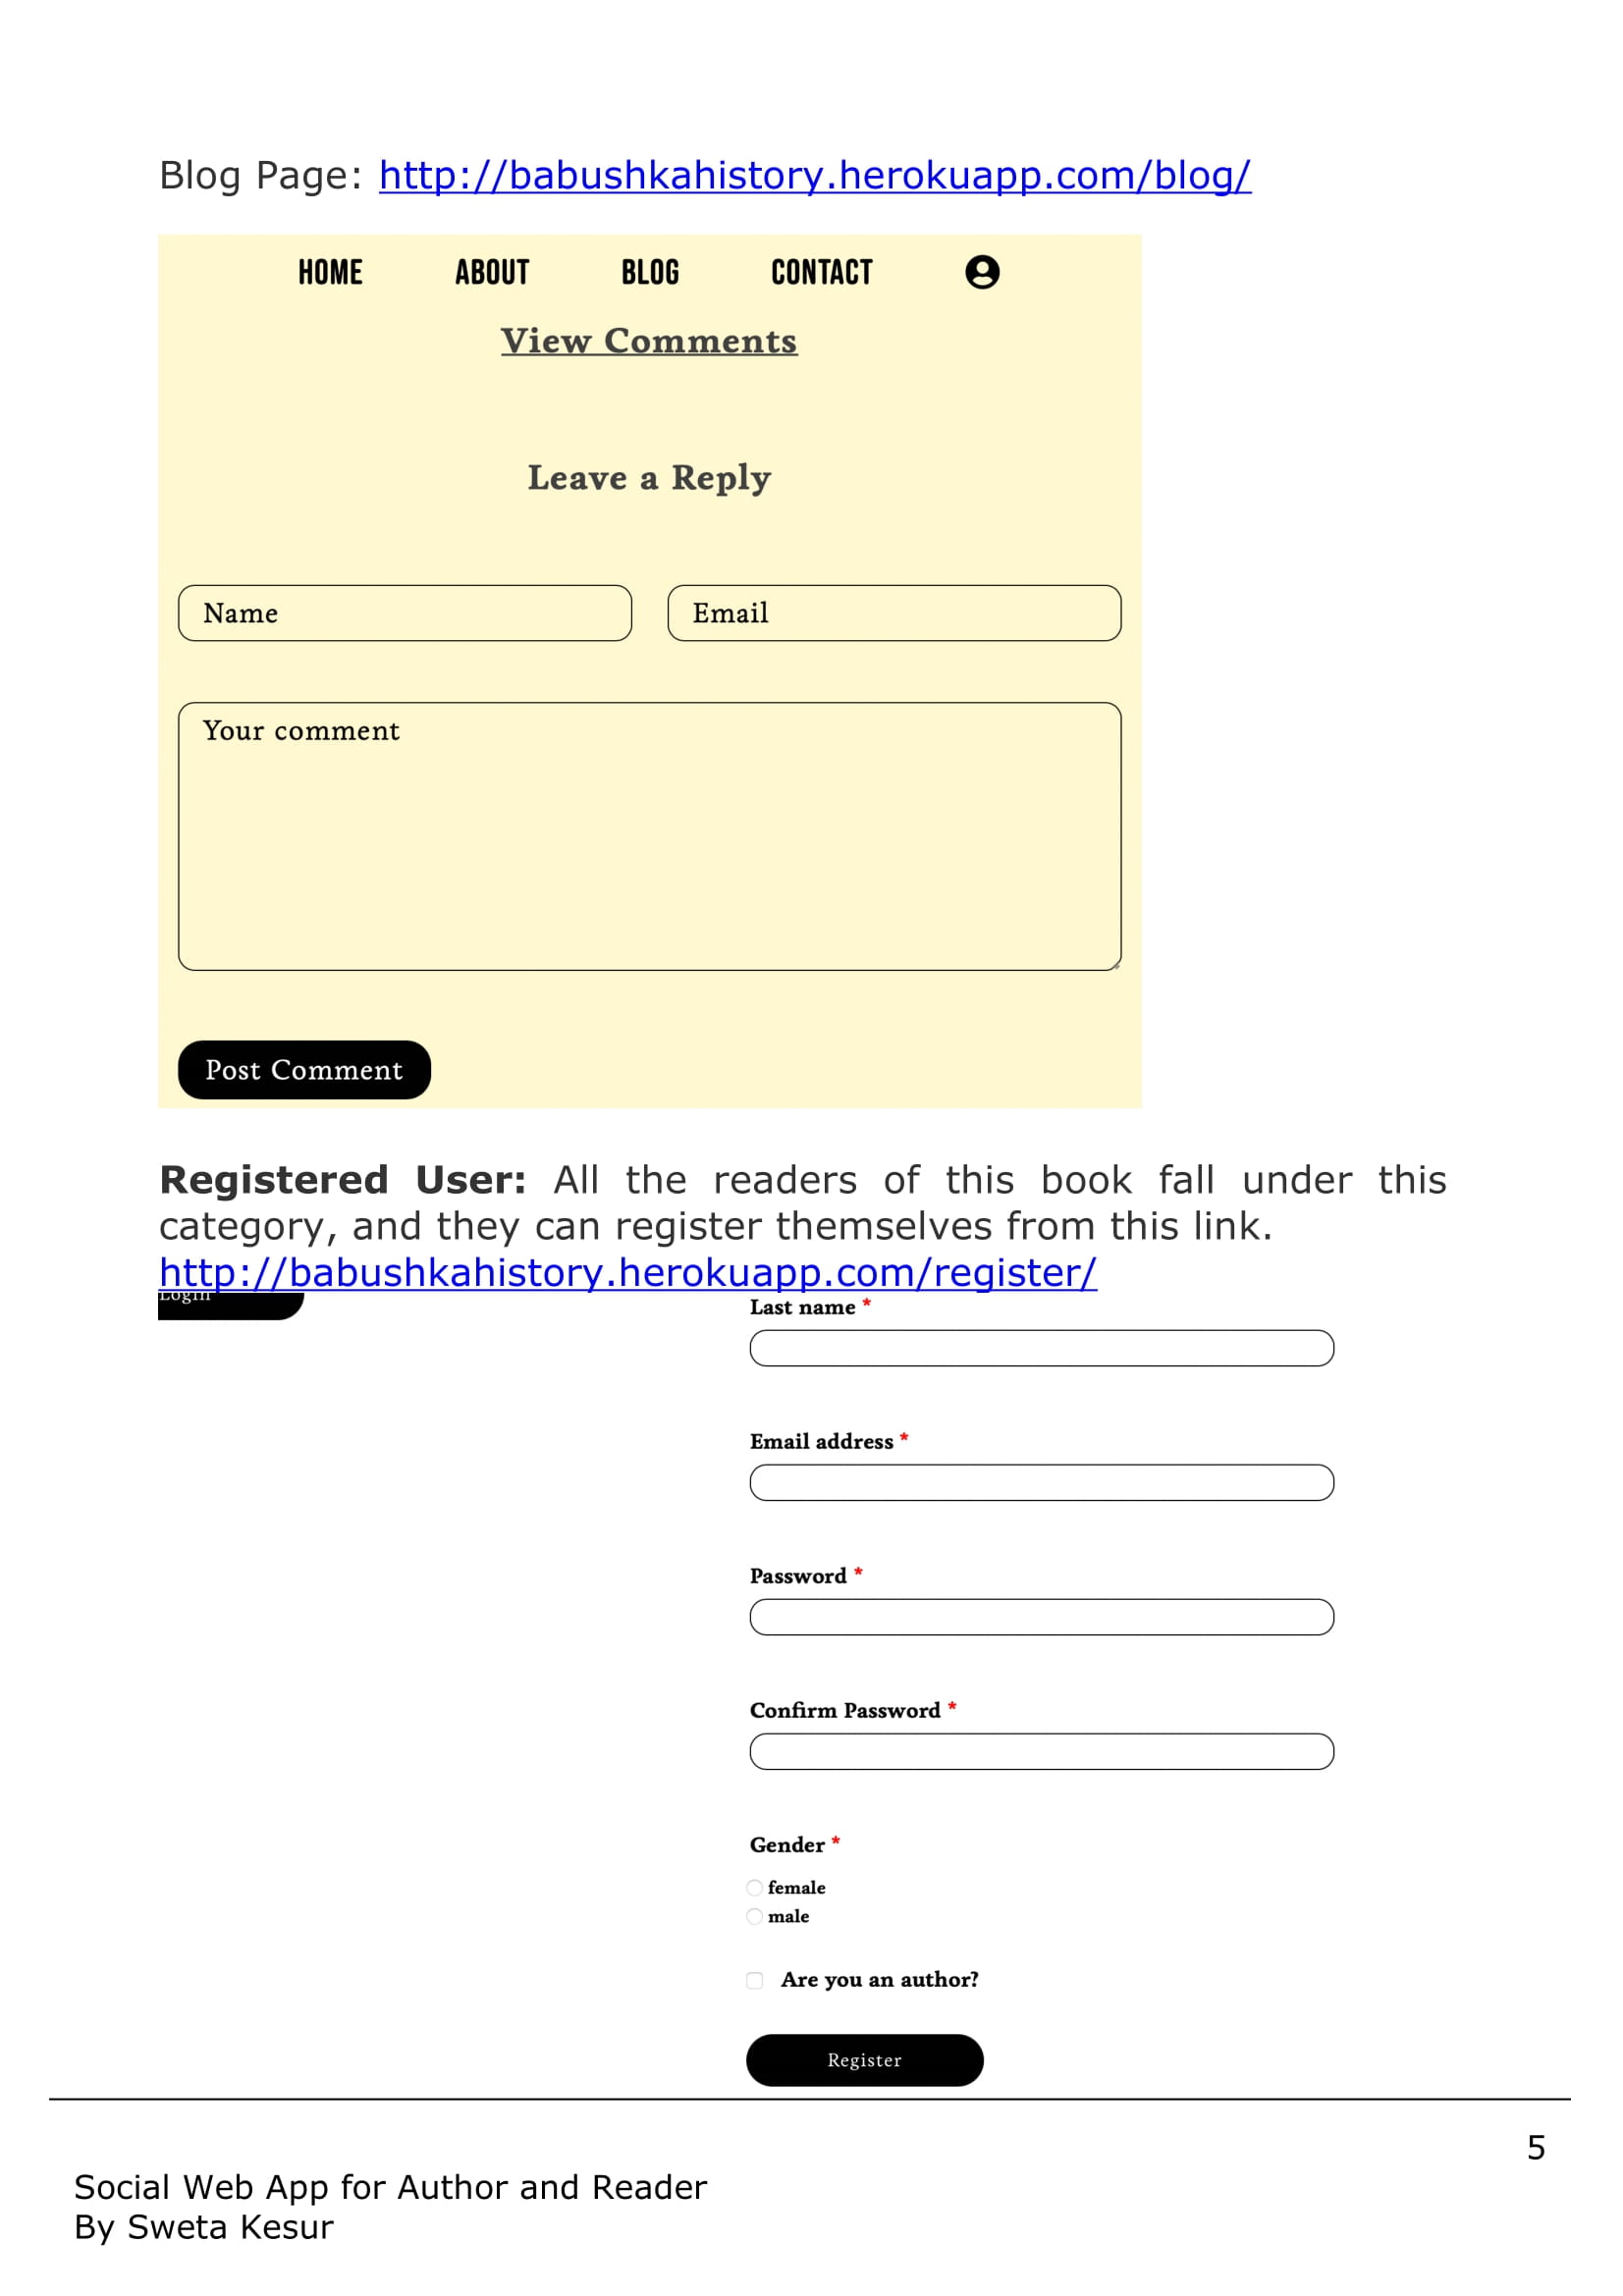 Blog Page: http://babushkahistory.herokuapp.com/blog/
HOME ABOUT BLOG CONTACT
View Comments
Leave a Reply
Name Email
Your comment
Post Comment
Registered User: All the readers of this book fall under this
category, and they can register themselves from this link.
http://babushkahistory.herokuapp.com/register/
Login
Last name *
Email address *
Password *
Confirm Password *
Gender *
female
male
Are you an author?
Register
5
Social Web App for Author and Reader
By Sweta Kesur